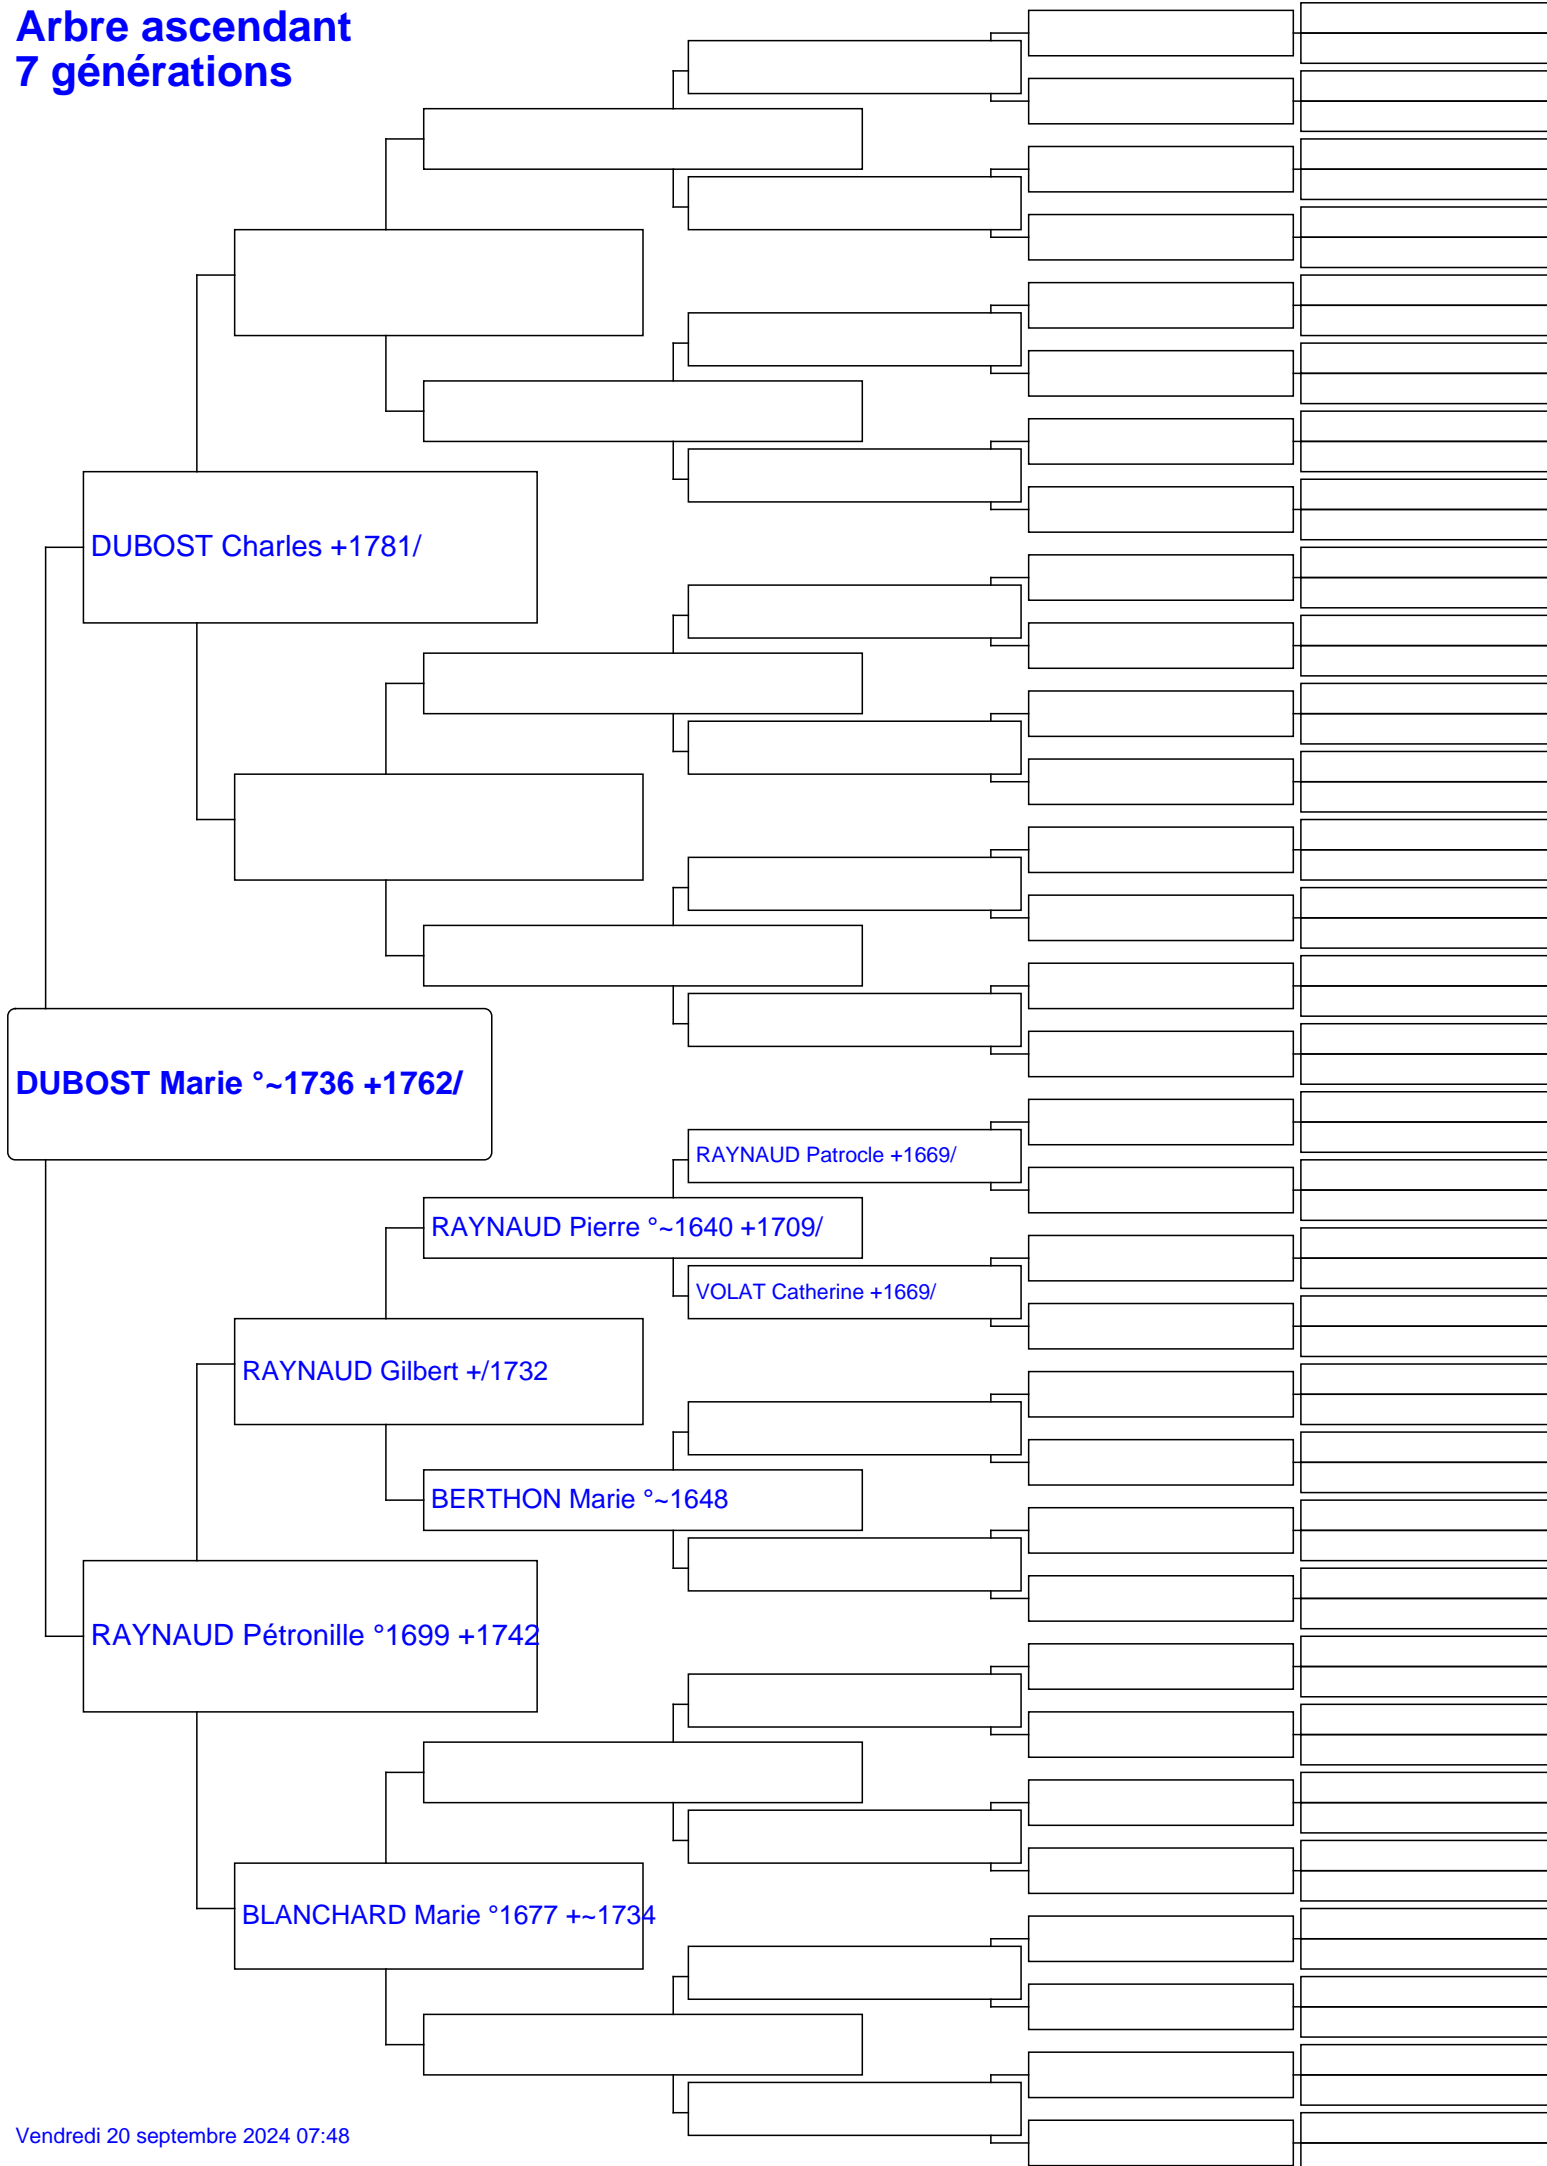 Arbre ascendant
7 générations
DUBOST Charles +1781/
DUBOST Marie °~1736 +1762/
RAYNAUD Patrocle +1669/
RAYNAUD Pierre °~1640 +1709/
VOLAT Catherine +1669/
RAYNAUD Gilbert +/1732
BERTHON Marie °~1648
RAYNAUD Pétronille °1699 +1742
BLANCHARD Marie °1677 +~1734
Vendredi 20 septembre 2024 07:48